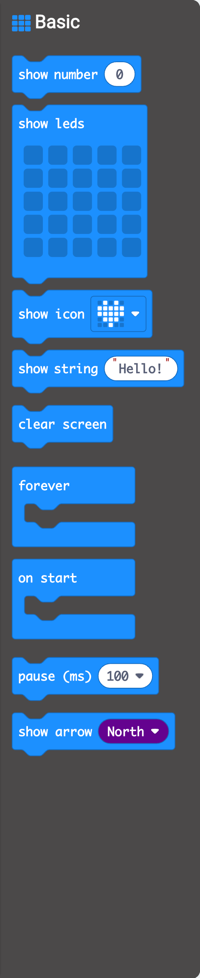 Basic
show number 0
show leds
show icon
show string "Hello!"
clear screen
forever
on start
pause (ms) 100
show arrow North